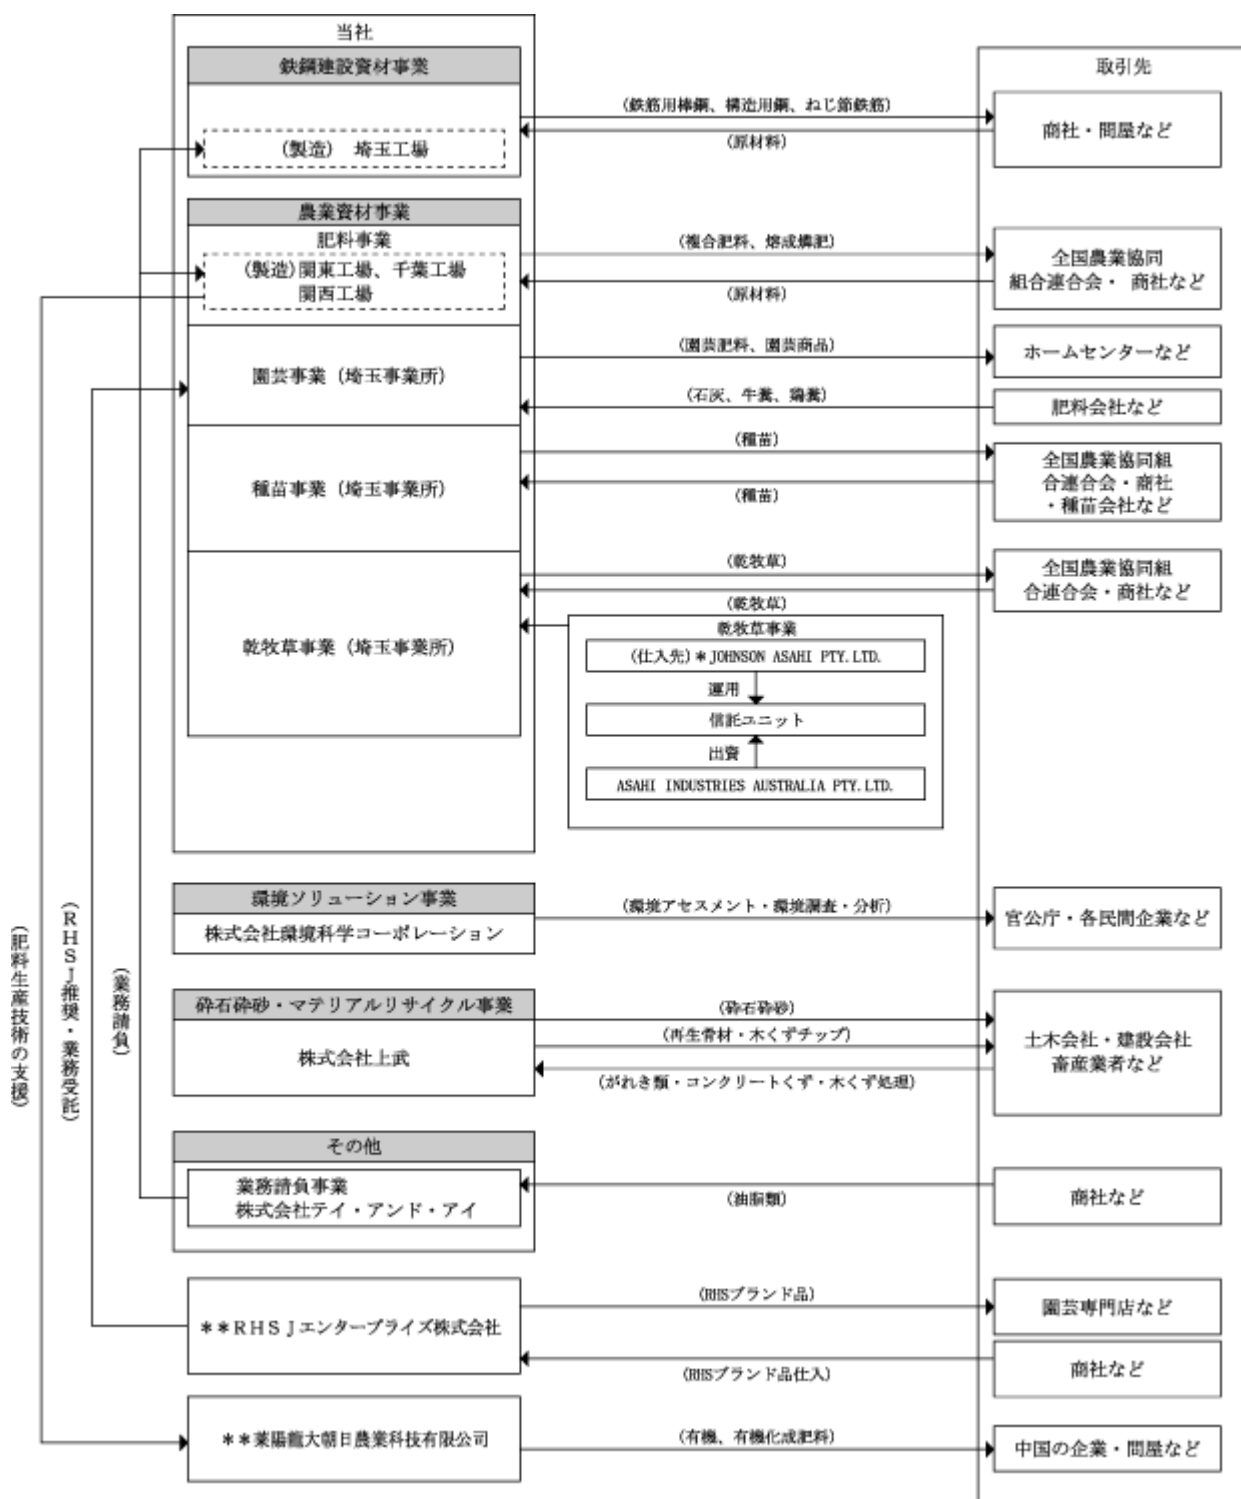 当社
鉄鋼建設資材事業
取引先
(鉄筋用棒鋼、構造用鋼、ねじ節鉄筋)
商社・問屋など
(原材料)
(製造) 埼玉工場
農業資材事業
肥料事業
(製造)関東工場、千葉工場
関西工場
(複合肥料、熔成燐肥)
全国農業協同
組合連合会・ 商社など
(原材料)
(園芸肥料、園芸商品)
ホームセンターなど
園芸事業 (埼玉事業所)
(石灰、牛糞、鶏糞)
肥料会社など
(種苗)
全国農業協同組
合連合会・商社
・種苗会社など
種苗事業 (埼玉事業所)
(種苗)
(乾牧草)
全国農業協同組
合連合会・商社など
(乾牧草)
乾牧草事業 (埼玉事業所)
乾牧草事業
(仕入先)＊JOHNSON ASAHI PTY.LTD.
運用
信託ユニット
出資
ASAHI INDUSTRIES AUSTRALIA PTY.LTD.
環境ソリューション事業
株式会社環境科学コーポレーション
(環境アセスメント・環境調査・分析)
官公庁・各民間企業など
(肥料生産技術の支援)
(RHSJ推奨・業務受託)
(業務請負)
砕石砕砂・マテリアルリサイクル事業
株式会社上武
(砕石砕砂)
(再生骨材・木くずチップ)
(がれき類・コンクリートくず・木くず処理)
土木会社・建設会社
畜産業者など
その他
業務請負事業
株式会社テイ・アンド・アイ
(油脂類)
商社など
＊＊ＲＨＳＪエンタープライズ株式会社
(RHSブランド品)
園芸専門店など
(RHSブランド品仕入)
商社など
＊＊莱陽龍大朝日農業科技有限公司
(有機、有機化成肥料)
中国の企業・問屋など